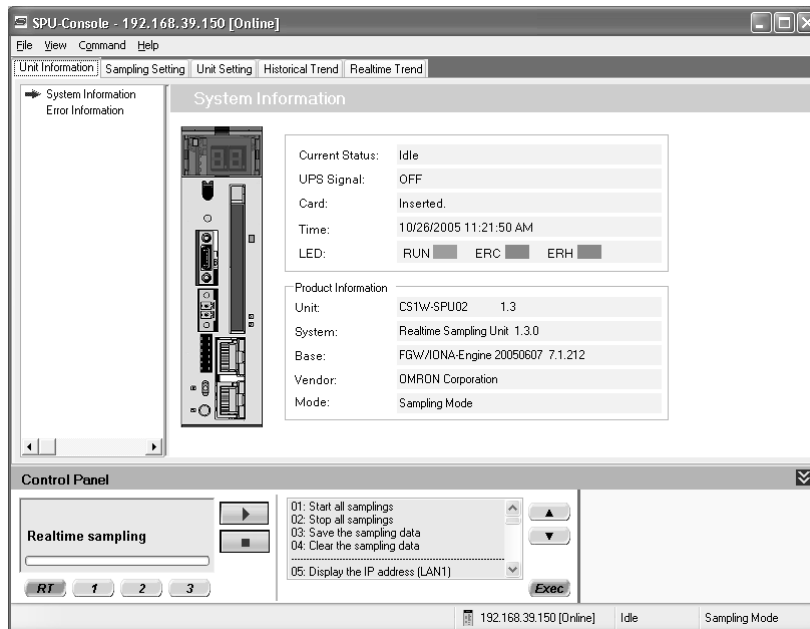 SPU-Console - 192.168.39.150 [Online]
File View Command Help
Unit Information Sampling Setting Unit Setting Historical Trend Realtime Trend
System Information
Error Information
System Information
8.8.
Current Status: Idle
UPS Signal: OFF
Card: Inserted.
Time: 10/26/2005 11:21:50 AM
LED: RUN ERC ERH
Product Information
Unit: CS1W-SPU02 1.3
System: Realtime Sampling Unit 1.3.0
Base: FGW/IONA-Engine 20050607 7.1.212
Vendor: OMRON Corporation
Mode: Sampling Mode
Control Panel
Realtime sampling
RT 1 2 3
01: Start all samplings
02: Stop all samplings
03: Save the sampling data
04: Clear the sampling data
05: Display the IP address (LAN1)
Exec
192.168.39.150 [Online] Idle Sampling Mode